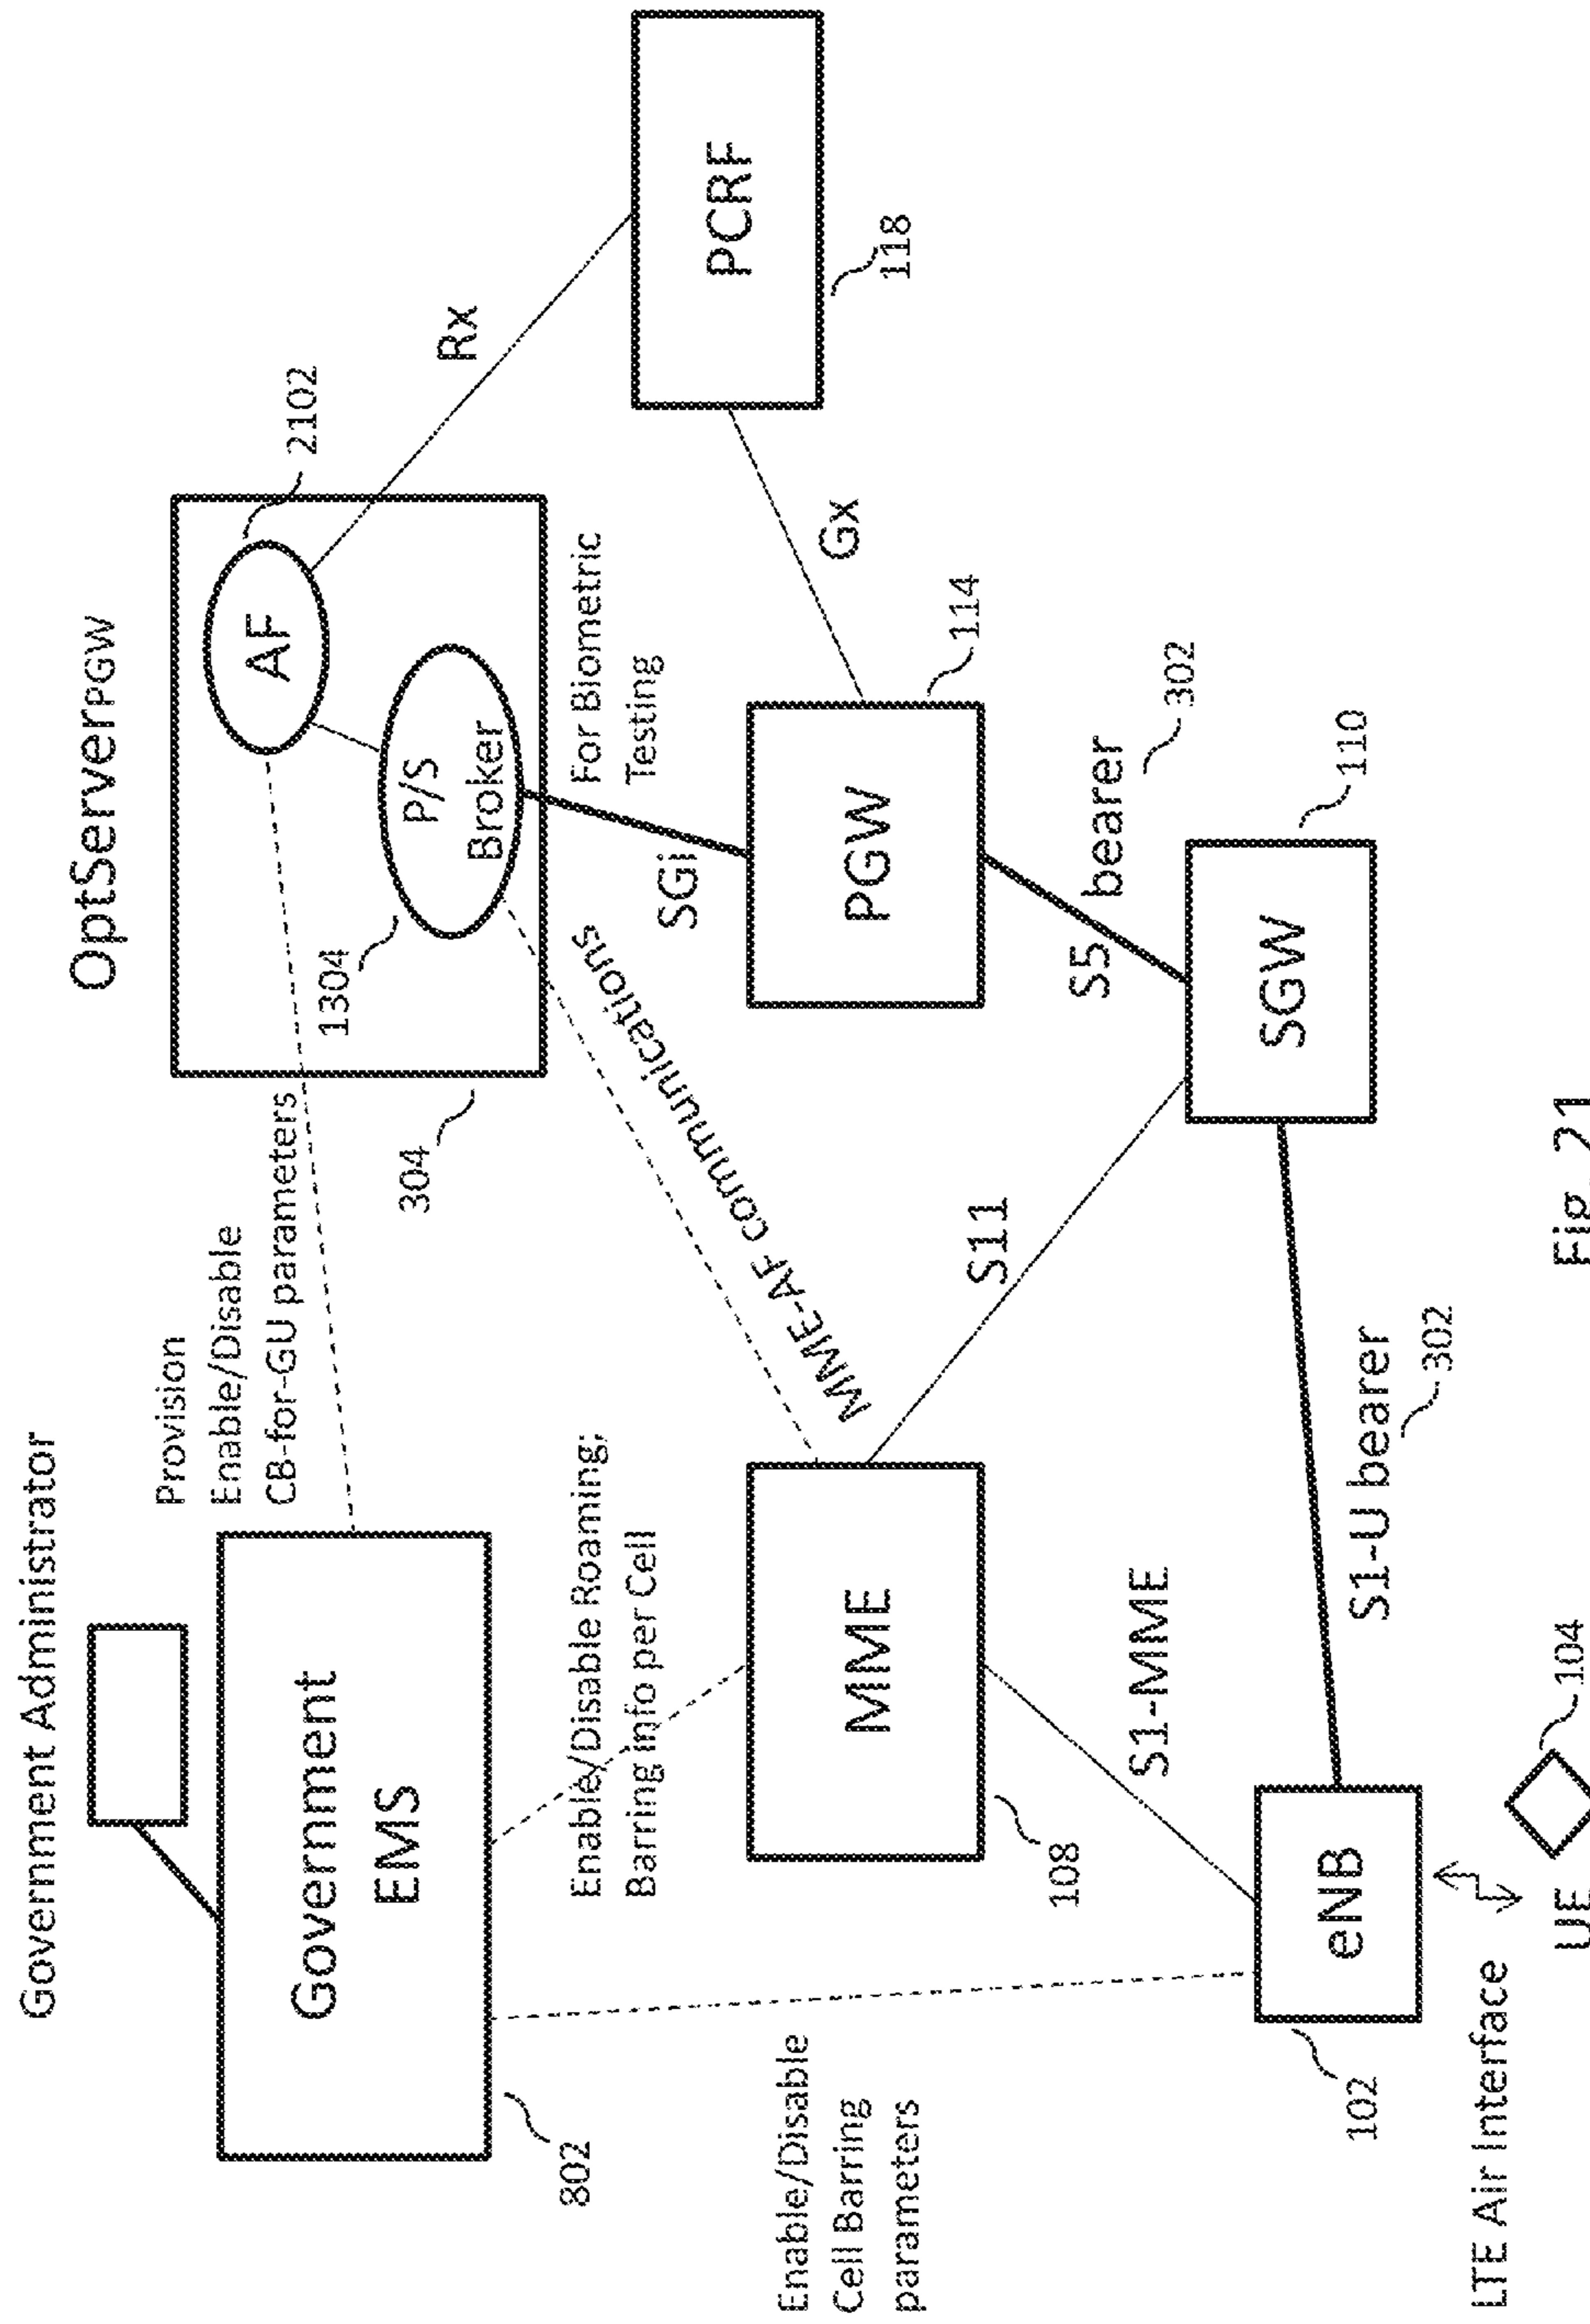 Government Administrator
Government
EMS
802
Provision
Enable/Disable
CB-for-GU parameters
OptServerPGW
AF
2102
P/S
Broker
1304
304
Rx
PCRF
118
Gx
For Biometric
Testing
SGi
PGW
114
MME-AF communications
Enable/Disable Roaming;
Barring Info per Cell
MME
108
S11
S5 bearer
302
SGW
110
S1-MME
S1-U bearer
302
Enable/Disable
Cell Barring
parameters
eNB
102
LTE Air Interface
UE
104
Fig. 21